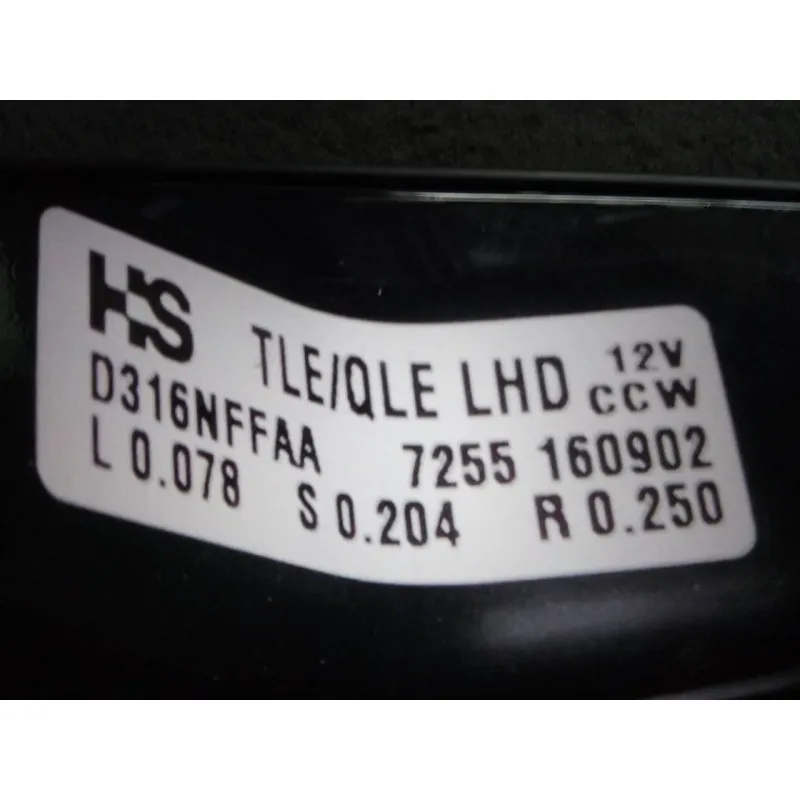 HS TLE/QLE LHD 12V
CCW
D316NFFAA 7255 160902
L 0.078 S 0.204 R 0.250